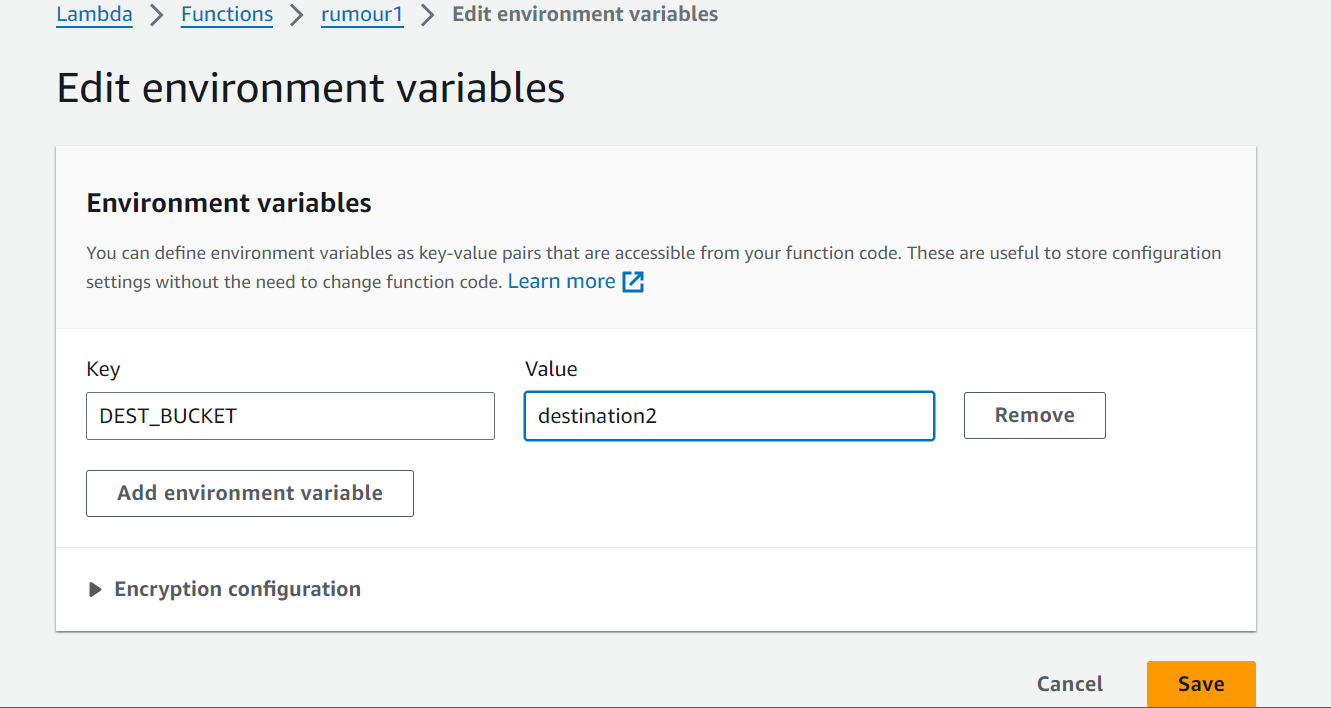 Lambda > Functions > rumour1 > Edit environment variables
Edit environment variables
Environment variables
You can define environment variables as key-value pairs that are accessible from your function code. These are useful to store configuration
settings without the need to change function code. Learn more
Key Value
DEST_BUCKET destination2 Remove
Add environment variable
Encryption configuration
Cancel Save